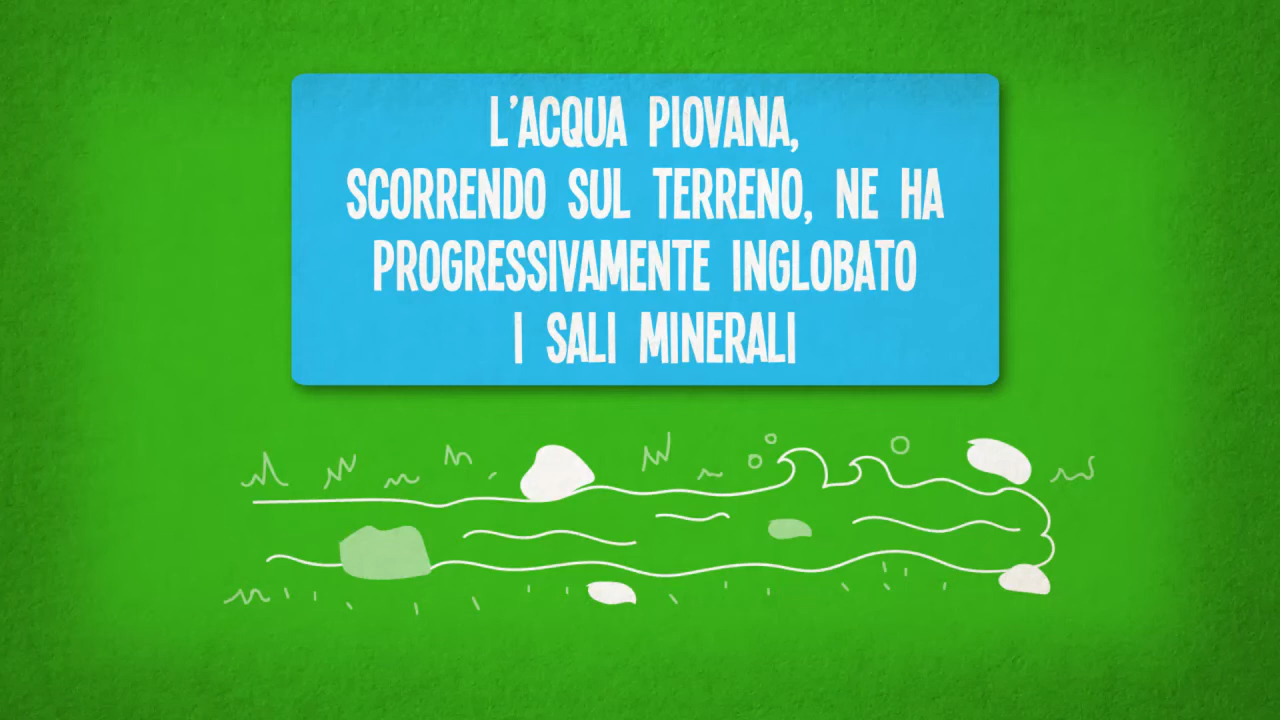 L'ACQUA PIOVANA,
SCORRENDO SUL TERRENO, NE HA
PROGRESSIVAMENTE INGLOBATO
I SALI MINERALI